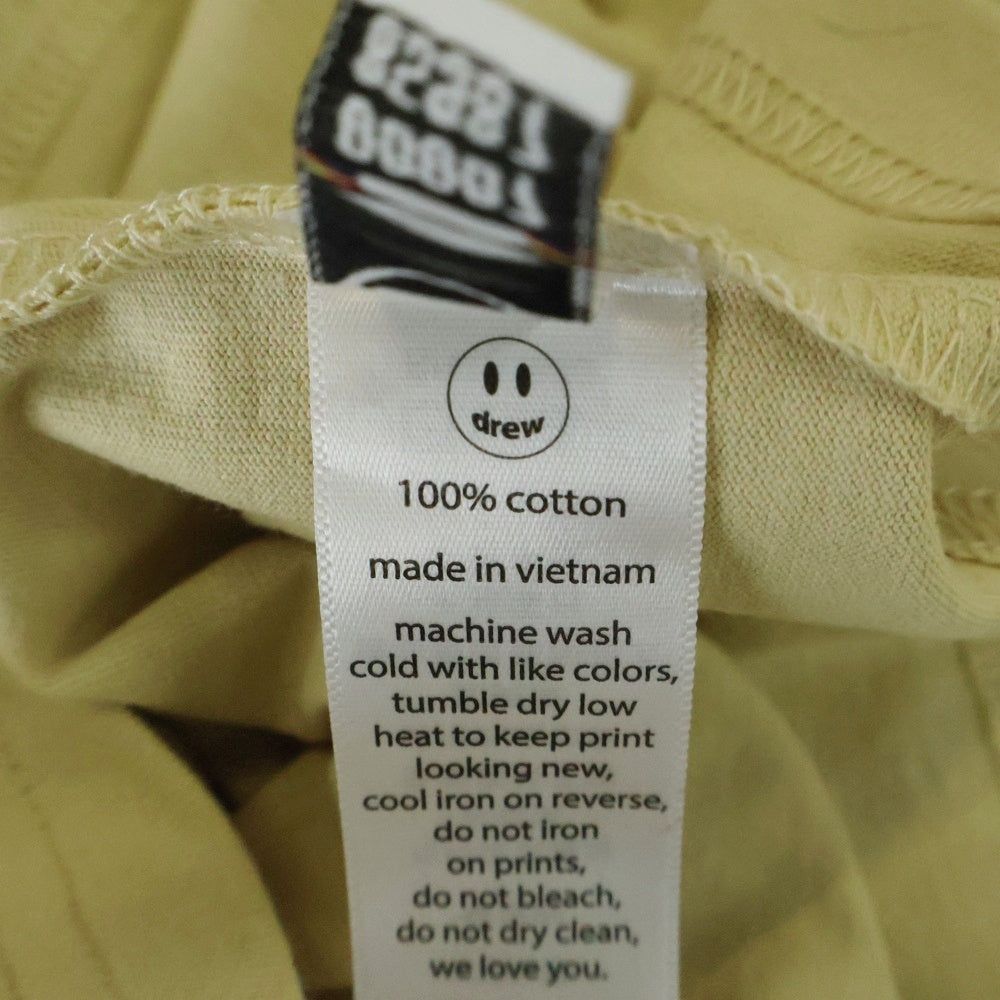 drew
100% cotton
made in vietnam
machine wash
cold with like colors,
tumble dry low
heat to keep print
looking new,
cool iron on reverse,
do not iron
on prints,
do not bleach,
do not dry clean,
we love you.